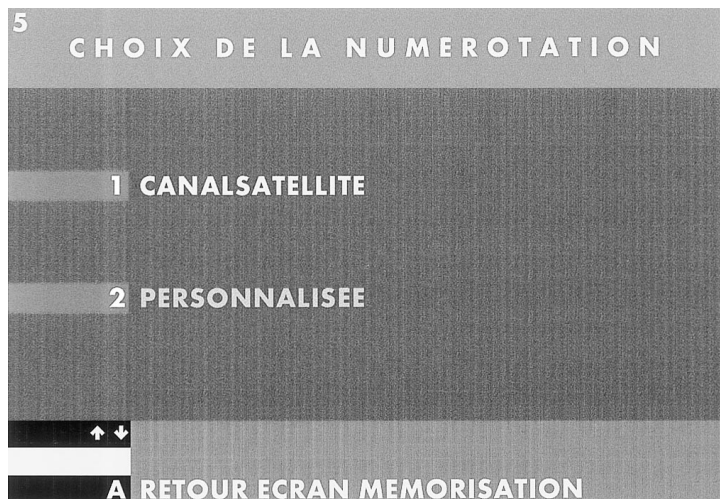 5
CHOIX DE LA NUMEROTATION
1 CANALSATELLITE
2 PERSONNALISEE
↑ ↓
A RETOUR ECRAN MEMORISATION